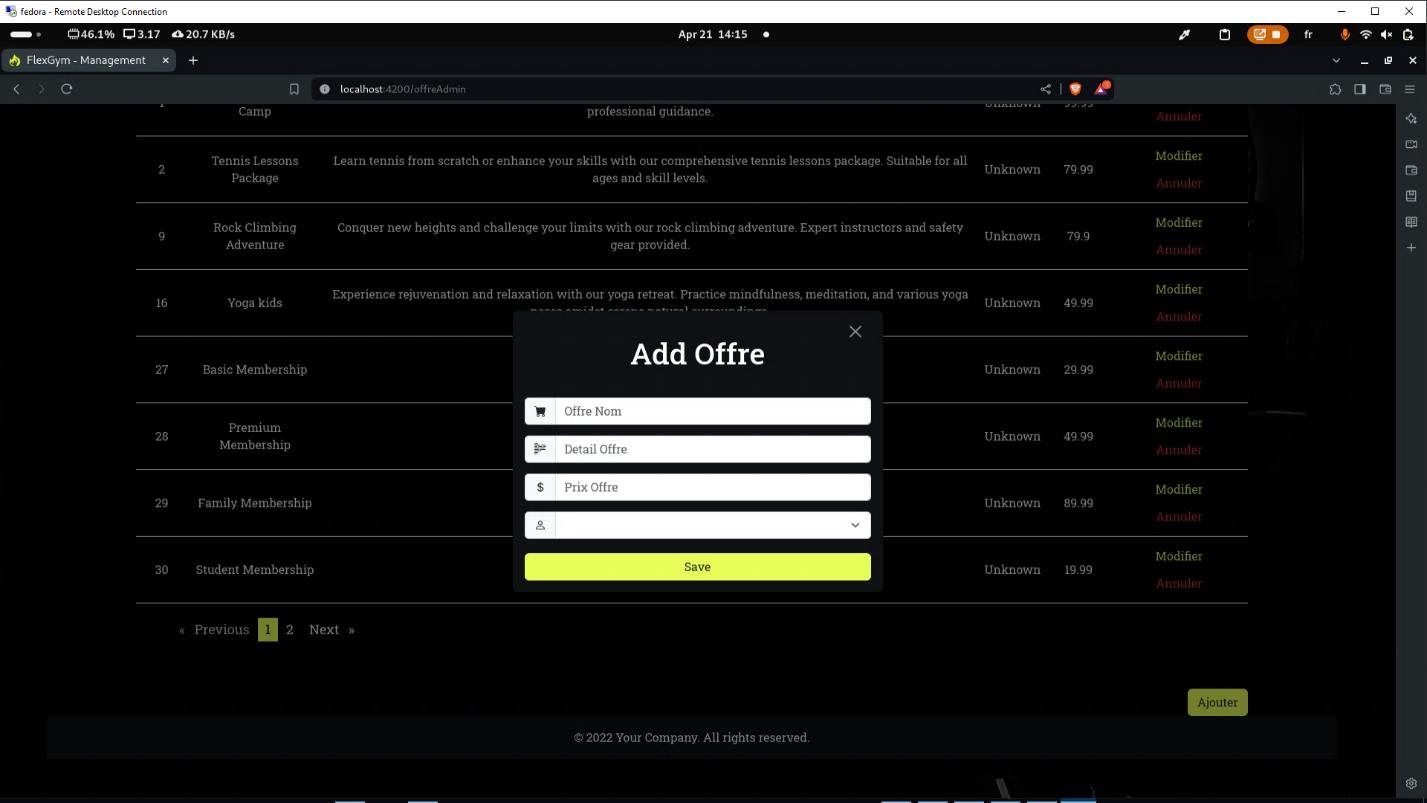 fedora - Remote Desktop Connection
46.1% 3.17 20.7 KB/s
Apr 21 14:15
fr
FlexGym - Management
localhost:4200/offreAdmin
Camp
professional guidance.
Annuler
2
Tennis Lessons
Package
Learn tennis from scratch or enhance your skills with our comprehensive tennis lessons package. Suitable for all
ages and skill levels.
Unknown
79.99
Modifier
Annuler
9
Rock Climbing
Adventure
Conquer new heights and challenge your limits with our rock climbing adventure. Expert instructors and safety
gear provided.
Unknown
79.9
Modifier
Annuler
16
Yoga kids
Experience rejuvenation and relaxation with our yoga retreat. Practice mindfulness, meditation, and various yoga
Unknown
49.99
Modifier
Annuler
27
Basic Membership
Unknown
29.99
Modifier
Annuler
28
Premium
Membership
Unknown
49.99
Modifier
Annuler
29
Family Membership
Unknown
89.99
Modifier
Annuler
30
Student Membership
Unknown
19.99
Modifier
Annuler
Add Offre
Offre Nom
Detail Offre
$ Prix Offre
Save
« Previous 1 2 Next »
Ajouter
© 2022 Your Company. All rights reserved.